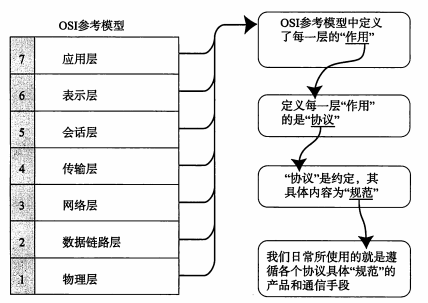 OSI参考模型
7 应用层
6 表示层
5 会话层
4 传输层
3 网络层
2 数据链路层
1 物理层
OSI参考模型中定义
了每一层的“作用”
定义每一层“作用”
的是“协议”
“协议”是约定，其
具体内容为“规范”
我们日常所使用的就是遵
循各个协议具体“规范”的
产品和通信手段